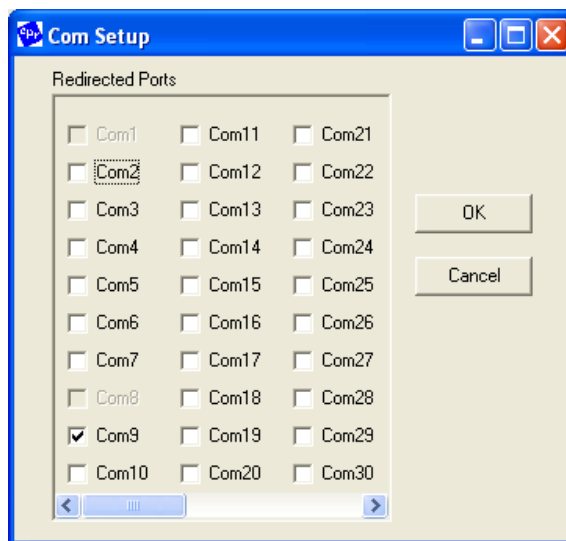 cpr Com Setup
Redirected Ports
Com1 Com11 Com21
Com2 Com12 Com22
Com3 Com13 Com23 OK
Com4 Com14 Com24
Com5 Com15 Com25 Cancel
Com6 Com16 Com26
Com7 Com17 Com27
Com8 Com18 Com28
Com9 Com19 Com29
Com10 Com20 Com30